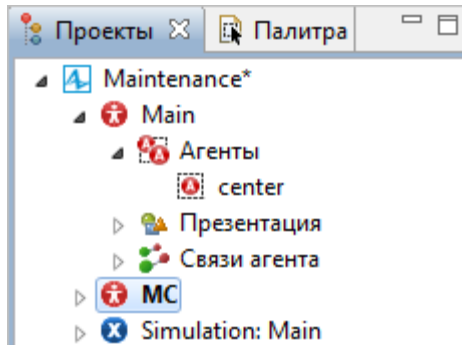 Проекты Палитра
Maintenance*
Main
Агенты
center
Презентация
Связи агента
MC
Simulation: Main